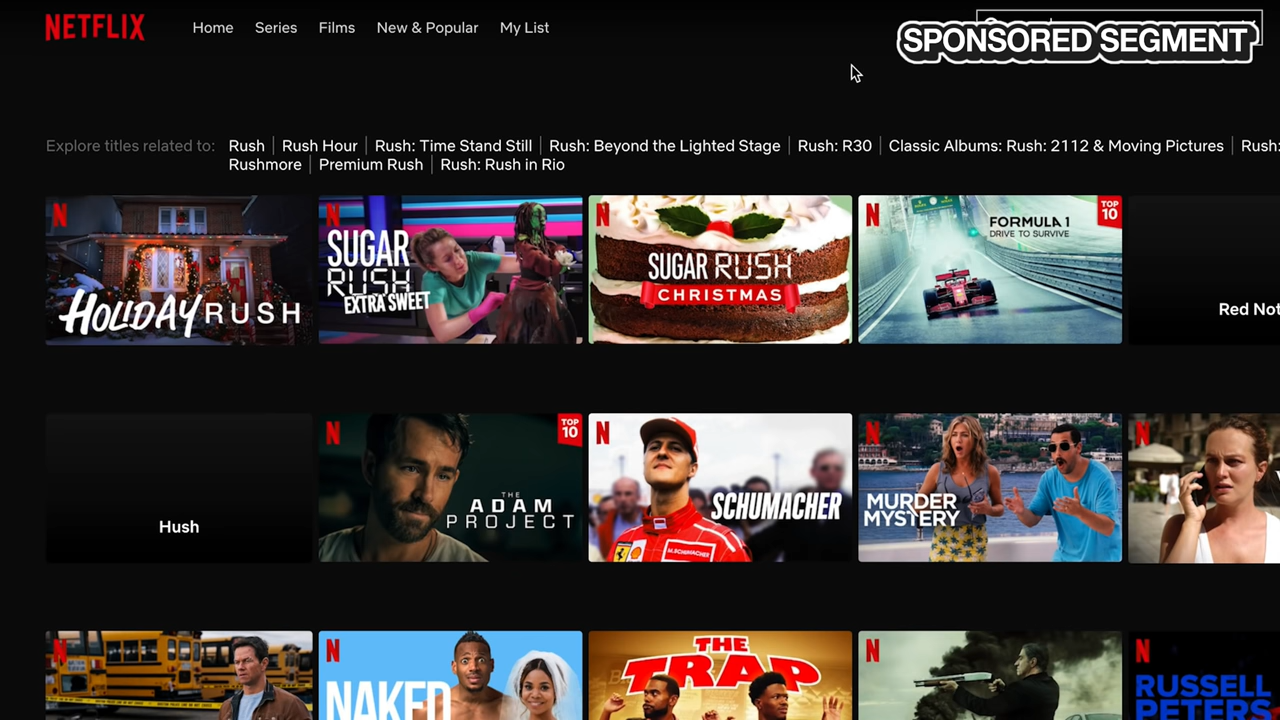 NETFLIX
Home
Series
Films
New & Popular
My List
SPONSORED SEGMENT
Explore titles related to:
Rush
Rush Hour
Rush: Time Stand Still
Rush: Beyond the Lighted Stage
Rush: R30
Classic Albums: Rush: 2112 & Moving Pictures
Rush:
Rushmore
Premium Rush
Rush: Rush in Rio
N
HOLIDAY RUSH
N
SUGAR
RUSH
EXTRA SWEET
N
SUGAR RUSH
CHRISTMAS
N
FORMULA 1
DRIVE TO SURVIVE
TOP
10
Red Not
Hush
N
THE
ADAM
PROJECT
TOP
10
N
SCHUMACHER
M.SCHUMACHER
N
MURDER
MYSTERY
N
N
N
NAKED
THE
TRAP
N
N
RUSSELL
PETERS